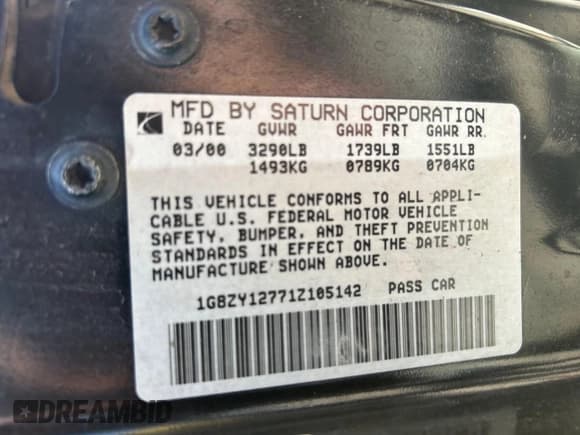 MFD BY SATURN CORPORATION
DATE GVWR GAWR FRT GAWR RR.
03/00 3290LB 1739LB 1551LB
1493KG 0789KG 0704KG
THIS VEHICLE CONFORMS TO ALL APPLI-
CABLE U.S. FEDERAL MOTOR VEHICLE
SAFETY, BUMPER, AND THEFT PREVENTION
STANDARDS IN EFFECT ON THE DATE OF
MANUFACTURE SHOWN ABOVE.
1G8ZY12771Z105142 PASS CAR
DREAMBID